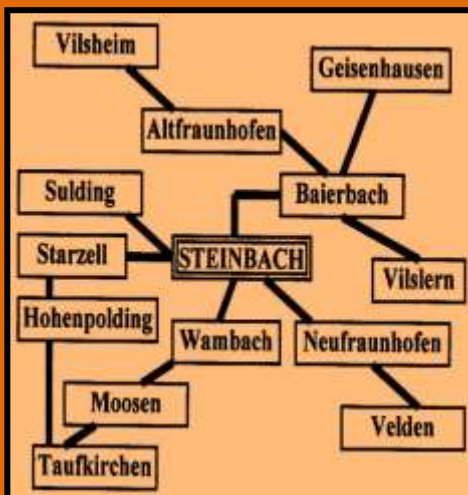 Vilsheim
Geisenhausen
Altfraunhofen
Sulding
Baierbach
Starzell
STEINBACH
Vilslern
Hohenpolding
Wambach
Neufraunhofen
Moosen
Velden
Taufkirchen